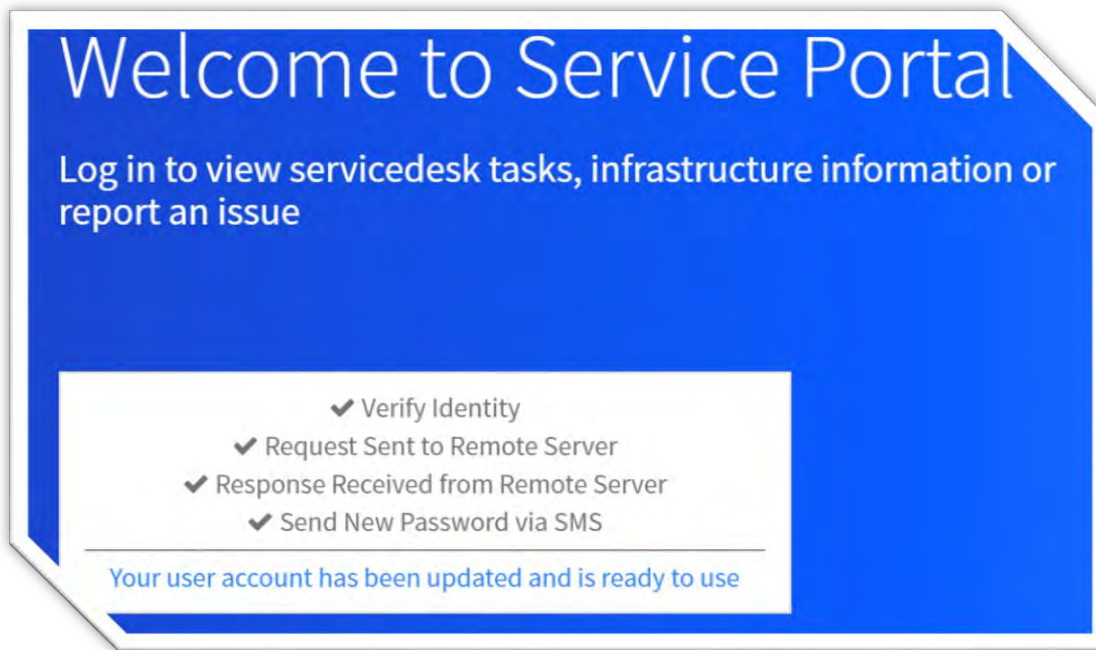 Welcome to Service Portal
Log in to view servicedesk tasks, infrastructure information or
report an issue
✔ Verify Identity
✔ Request Sent to Remote Server
✔ Response Received from Remote Server
✔ Send New Password via SMS
Your user account has been updated and is ready to use